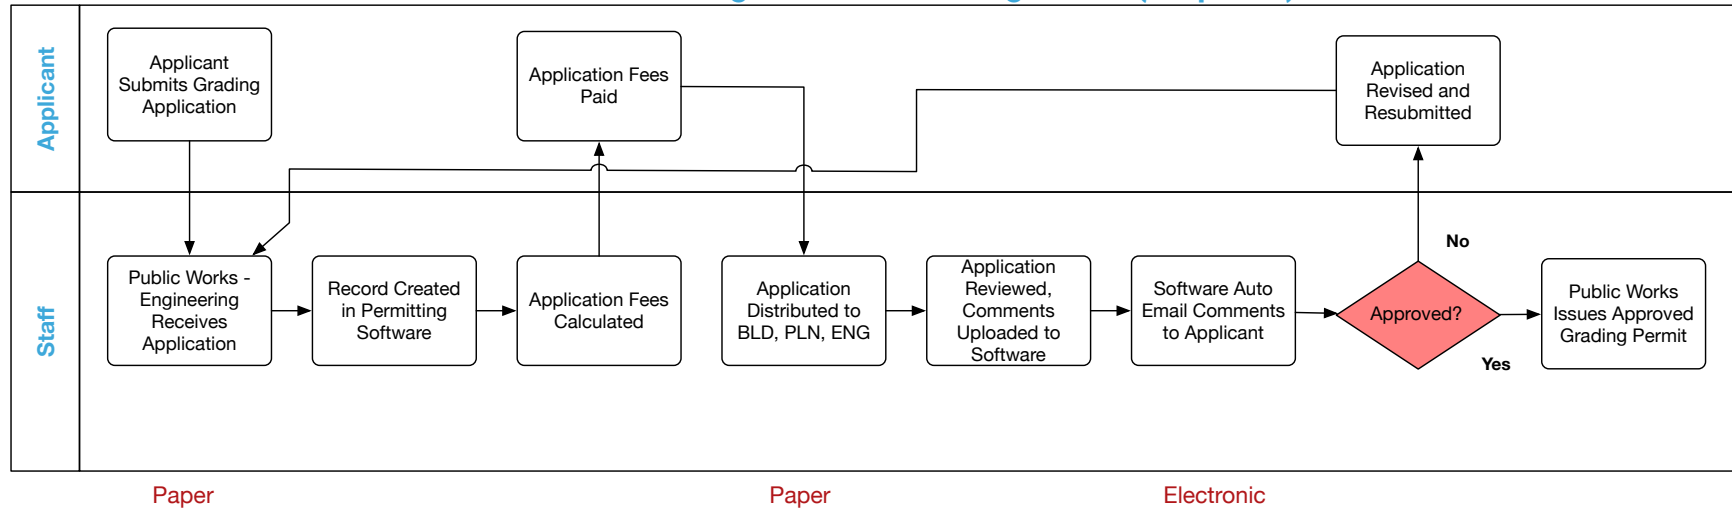 Applicant
Applicant
Submits Grading
Application
Application Fees
Paid
Application
Revised and
Resubmitted
Staff
Public Works -
Engineering
Receives
Application
Record Created
in Permitting
Software
Application Fees
Calculated
Application
Distributed to
BLD, PLN, ENG
Application
Reviewed,
Comments
Uploaded to
Software
Software Auto
Email Comments
to Applicant
Approved?
No
Yes
Public Works
Issues Approved
Grading Permit
Paper
Paper
Electronic